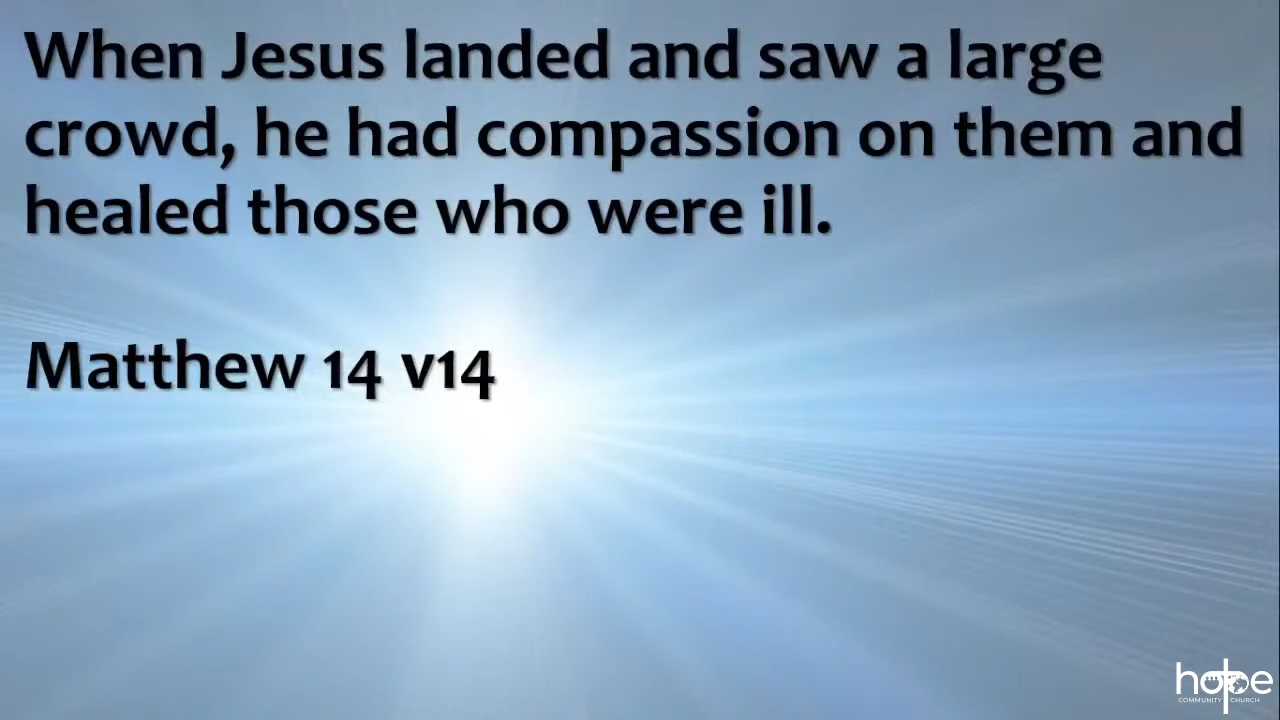 When Jesus landed and saw a large
crowd, he had compassion on them and
healed those who were ill.
Matthew 14 v14
hope
COMMUNITY CHURCH